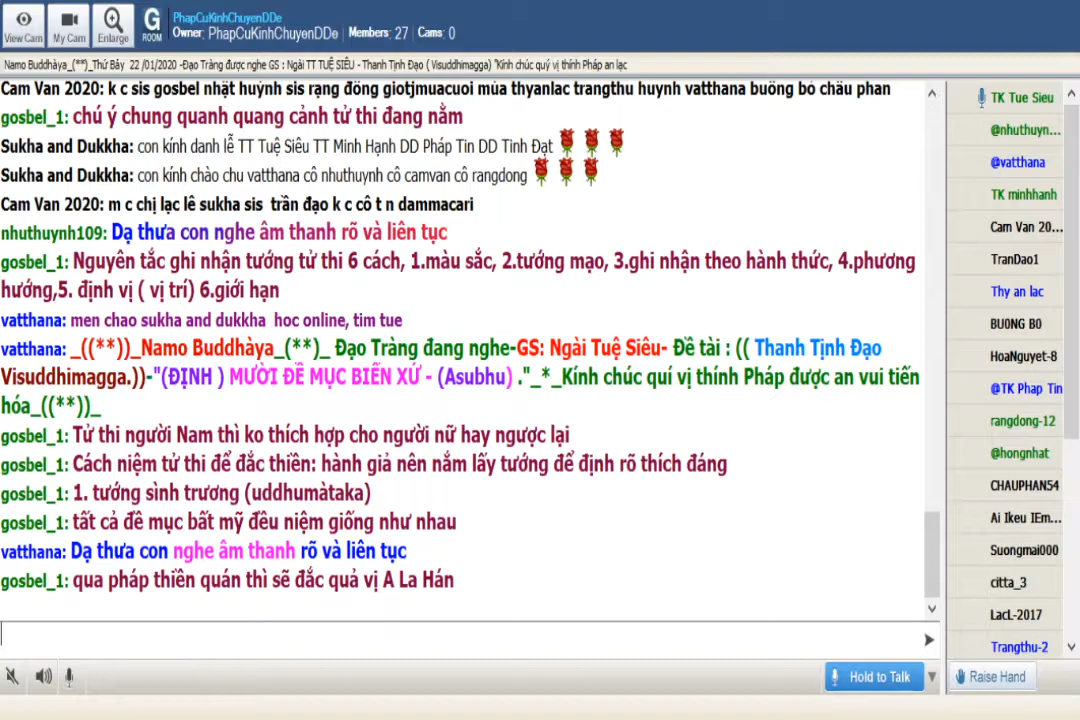 View Cam
My Cam
Enlarge
G
ROOM
PhapCuKinhChuyenDDe
Owner: PhapCuKinhChuyenDDe | Members: 27 | Cams: 0
Namo Buddhàya_(**)_Thứ Bảy 22 /01/2020 -Đạo Tràng được nghe GS : Ngài TT TUỆ SIÊU - Thanh Tịnh Đạo ( Visuddhimagga) "Kính chúc quý vị thính Pháp an lạc
Cam Van 2020: k c sis gosbel nhật huỳnh sis rạng đông giotjmuacuoi mùa thyanlac trangthu huynh vatthana buông bỏ châu phan
gosbel_1: chú ý chung quanh quang cảnh tử thi đang nằm
Sukha and Dukkha: con kính danh lễ TT Tuệ Siêu TT Minh Hạnh DD Pháp Tin DD Tinh Đạt
Sukha and Dukkha: con kính chào chu vatthana cô nhuthuynh cô camvan cô rangdong
Cam Van 2020: m c chị lạc lê sukha sis trần đạo k c cô t n dammacari
nhuthuynh109: Dạ thưa con nghe âm thanh rõ và liên tục
gosbel_1: Nguyên tắc ghi nhận tướng tử thi 6 cách, 1.màu sắc, 2.tướng mạo, 3.ghi nhận theo hành thức, 4.phương
hướng,5. định vị ( vị trí) 6.giới hạn
vatthana: men chao sukha and dukkha hoc online, tim tue
vatthana: _((**))_Namo Buddhàya_(**)_ Đạo Tràng đang nghe-GS: Ngài Tuệ Siêu- Đề tài : (( Thanh Tịnh Đạo
Visuddhimagga.))-"(ĐỊNH ) MƯỜI ĐỀ MỤC BIẾN XỨ - (Asubhu) ."_*_Kính chúc quí vị thính Pháp được an vui tiến
hóa_((**))_
gosbel_1: Tử thi người Nam thì ko thích hợp cho người nữ hay ngược lại
gosbel_1: Cách niệm tử thi để đắc thiền: hành giả nên nắm lấy tướng để định rõ thích đáng
gosbel_1: 1. tướng sình trương (uddhumàtaka)
gosbel_1: tất cả đề mục bất mỹ đều niệm giống như nhau
vatthana: Dạ thưa con nghe âm thanh rõ và liên tục
gosbel_1: qua pháp thiền quán thì sẽ đắc quả vị A La Hán
TK Tue Sieu
@nhuthuyn...
@vatthana
TK minhhanh
Cam Van 20...
TranDao1
Thy an lac
BU0NG B0
HoaNguyet-8
@TK Phap Tin
rangdong-12
@hongnhat
CHAUPHAN54
Ai Ikeu IEm...
Suongmai000
citta_3
LacL-2017
Trangthu-2
Hold to Talk
Raise Hand